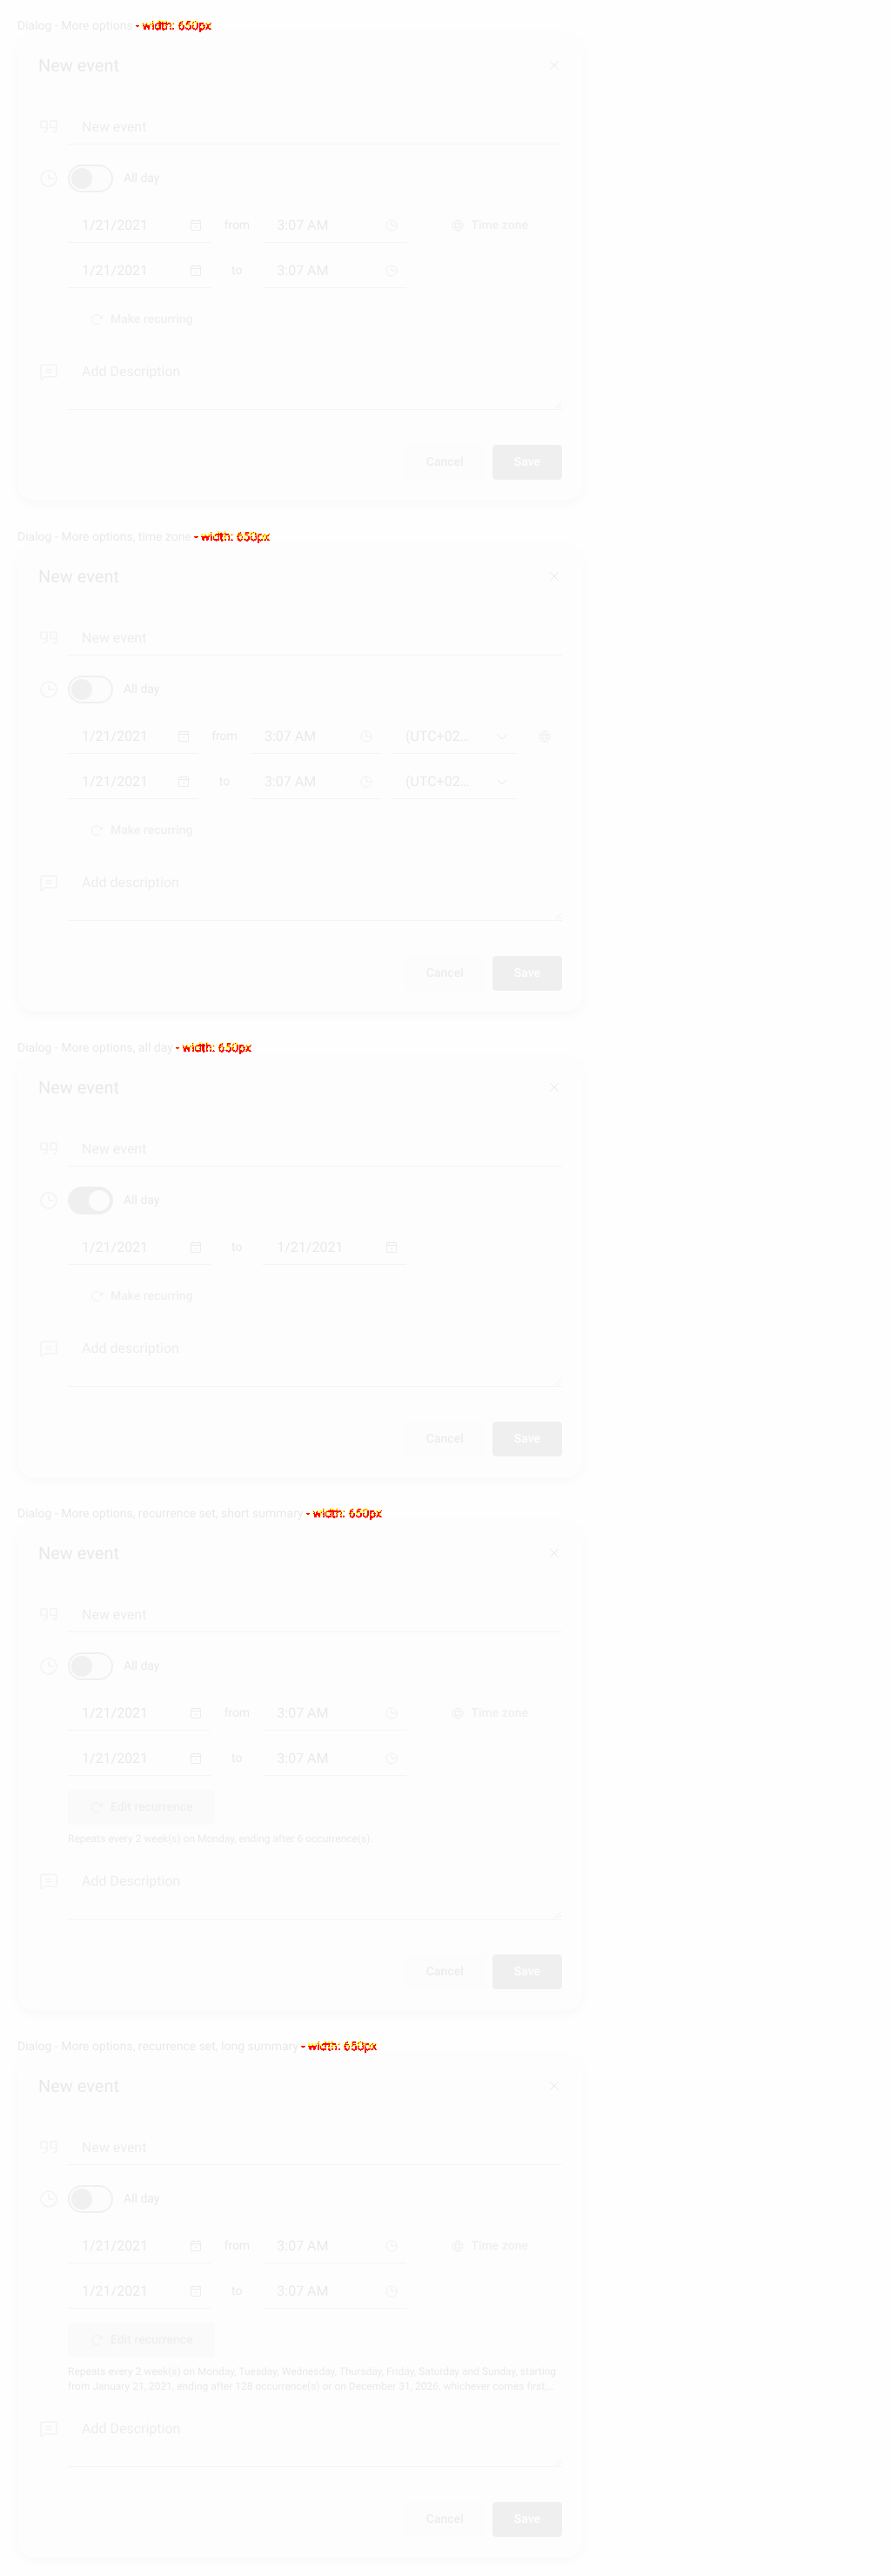 Dialog - More options - width: 650px
New event
New event
All day
1/21/2021 from 3:07 AM Time zone
1/21/2021 to 3:07 AM
Make recurring
Add Description
Cancel Save
Dialog - More options, time zone - width: 650px
New event
New event
All day
1/21/2021 from 3:07 AM (UTC+02...
1/21/2021 to 3:07 AM (UTC+02...
Make recurring
Add description
Cancel Save
Dialog - More options, all day - width: 650px
New event
New event
All day
1/21/2021 to 1/21/2021
Make recurring
Add description
Cancel Save
Dialog - More options, recurrence set, short summary - width: 650px
New event
New event
All day
1/21/2021 from 3:07 AM Time zone
1/21/2021 to 3:07 AM
Edit recurrence
Repeats every 2 week(s) on Monday, ending after 6 occurrence(s).
Add Description
Cancel Save
Dialog - More options, recurrence set, long summary - width: 650px
New event
New event
All day
1/21/2021 from 3:07 AM Time zone
1/21/2021 to 3:07 AM
Edit recurrence
Repeats every 2 week(s) on Monday, Tuesday, Wednesday, Thursday, Friday, Saturday and Sunday, starting
from January 21, 2021, ending after 128 occurrence(s) or on December 31, 2026, whichever comes first...
Add Description
Cancel Save